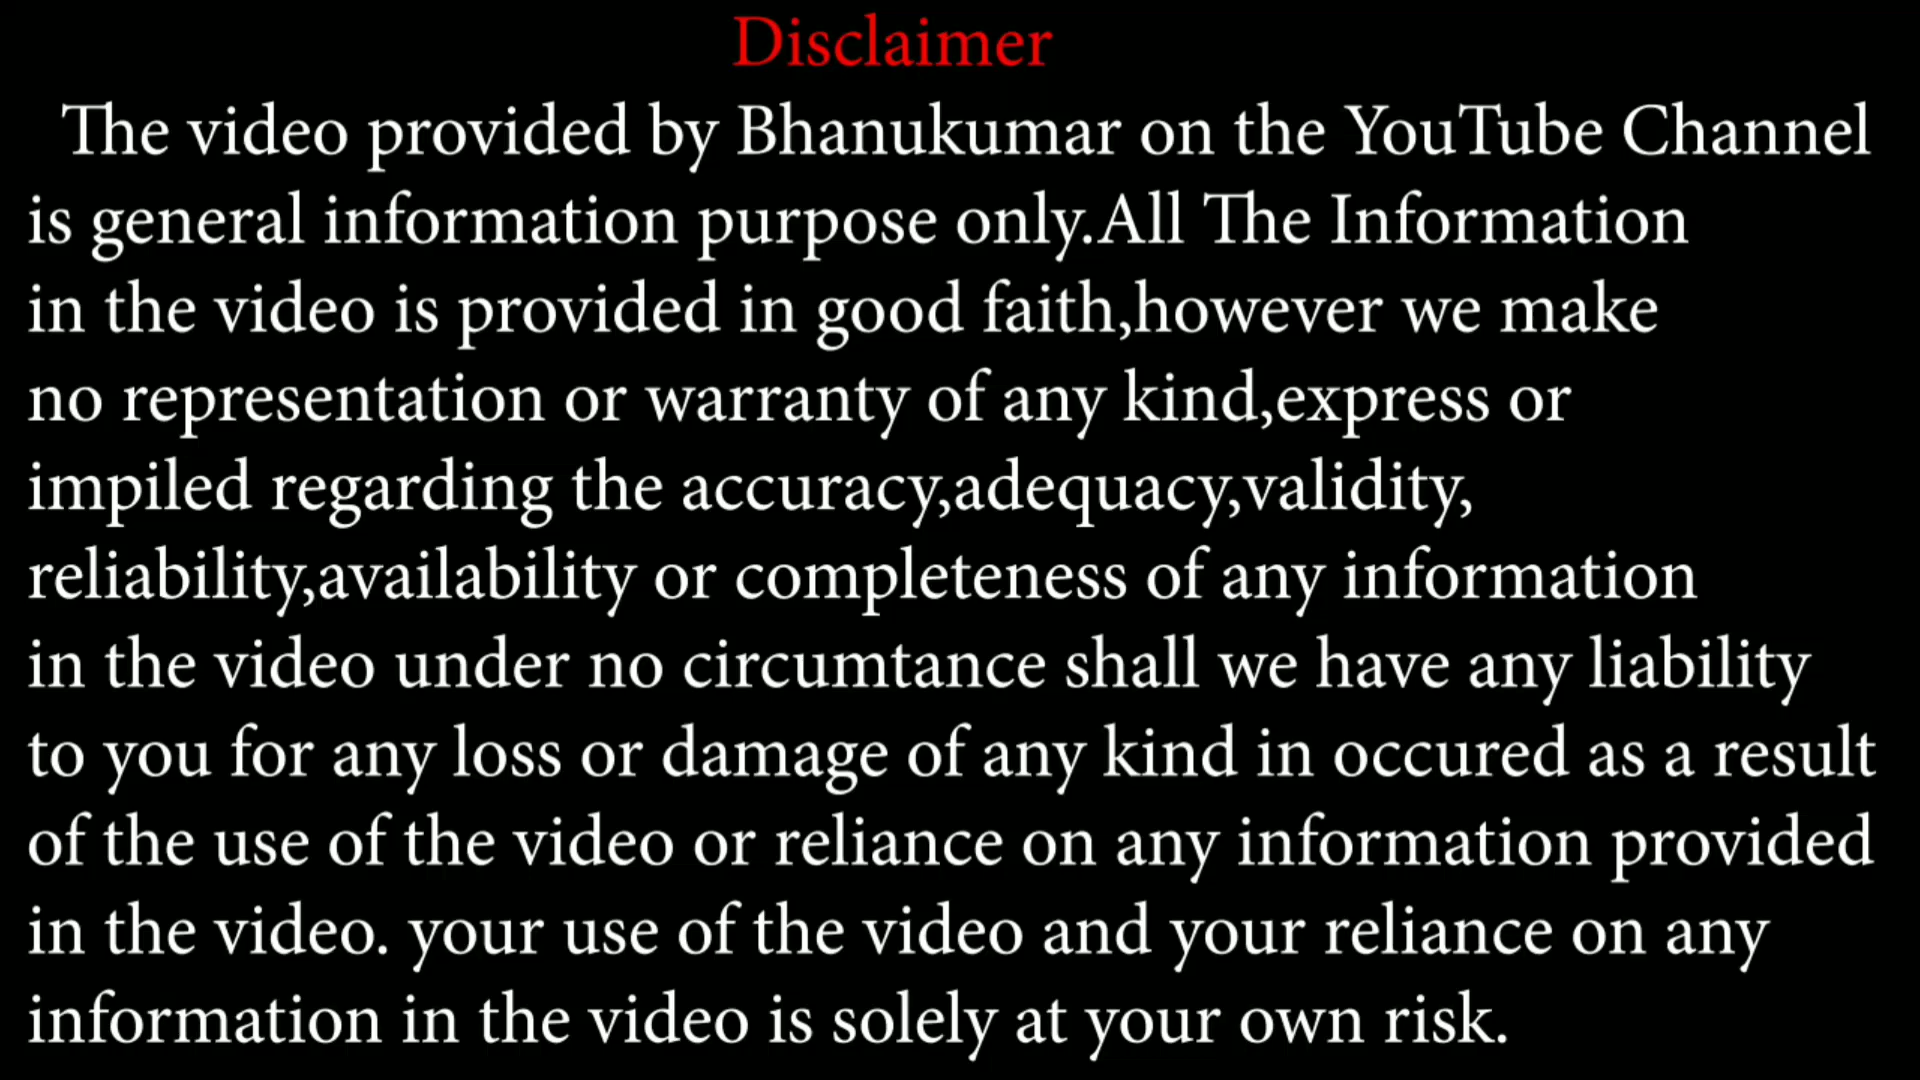 Disclaimer
The video provided by Bhanukumar on the YouTube Channel
is general information purpose only.All The Information
in the video is provided in good faith,however we make
no representation or warranty of any kind,express or
impiled regarding the accuracy,adequacy,validity,
reliability,availability or completeness of any information
in the video under no circumtance shall we have any liability
to you for any loss or damage of any kind in occured as a result
of the use of the video or reliance on any information provided
in the video. your use of the video and your reliance on any
information in the video is solely at your own risk.